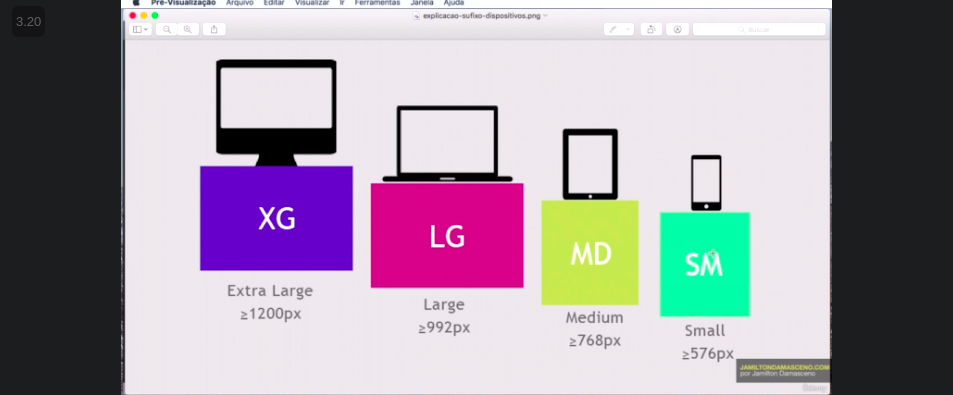 3.20
Pré-Visualização Arquivo Editar Visualizar Ir Ferramentas Janela Ajuda
explicacao-sufixo-dispositivos.png
Buscar
XG
LG
MD
SM
Extra Large
≥1200px
Large
≥992px
Medium
≥768px
Small
≥576px
JAMILTONDAMASCENO.COM
por Jamilton Damasceno
Udemy